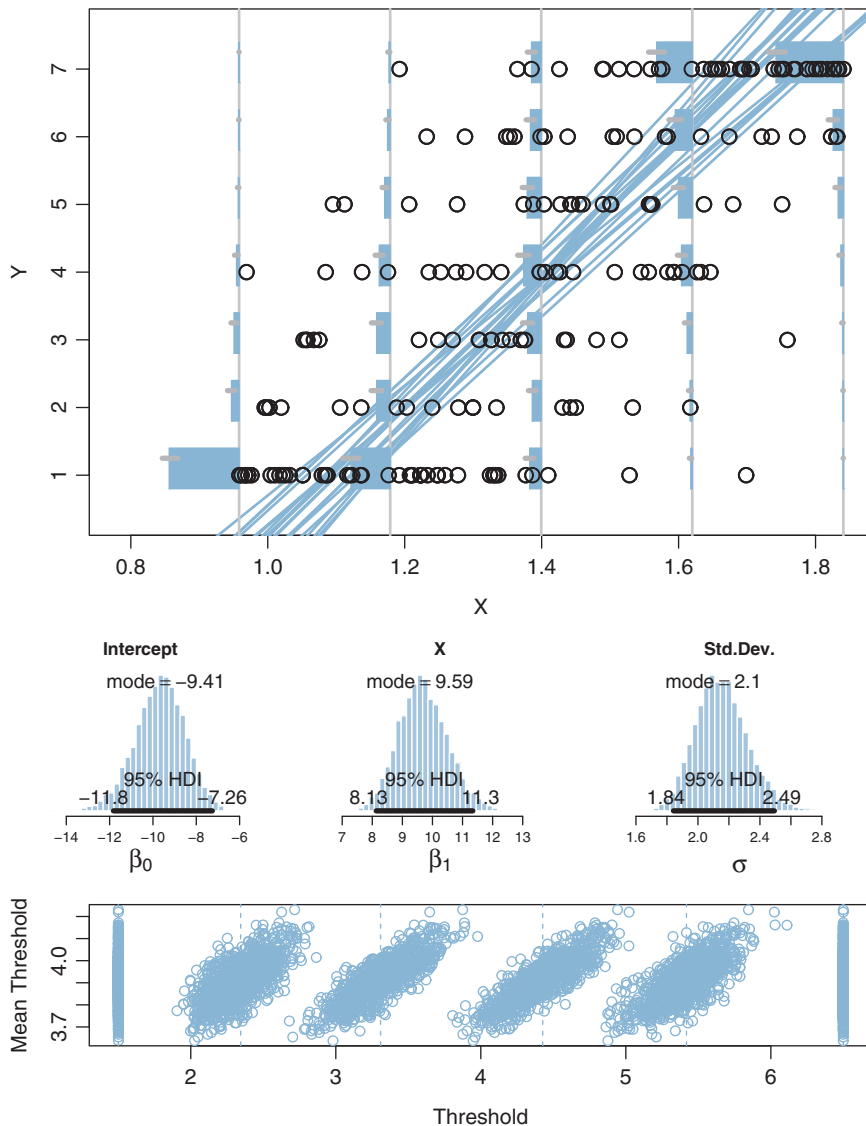 7
6
5
4
3
2
1
Y
0.8 1.0 1.2 1.4 1.6 1.8
X
Intercept
mode = −9.41
95% HDI
−11.8 −7.26
−14 −12 −10 −8 −6
β0
X
mode = 9.59
95% HDI
8.13 11.3
7 8 9 10 11 12 13
β1
Std.Dev.
mode = 2.1
95% HDI
1.84 2.49
1.6 2.0 2.4 2.8
σ
Mean Threshold
4.0
3.7
2 3 4 5 6
Threshold